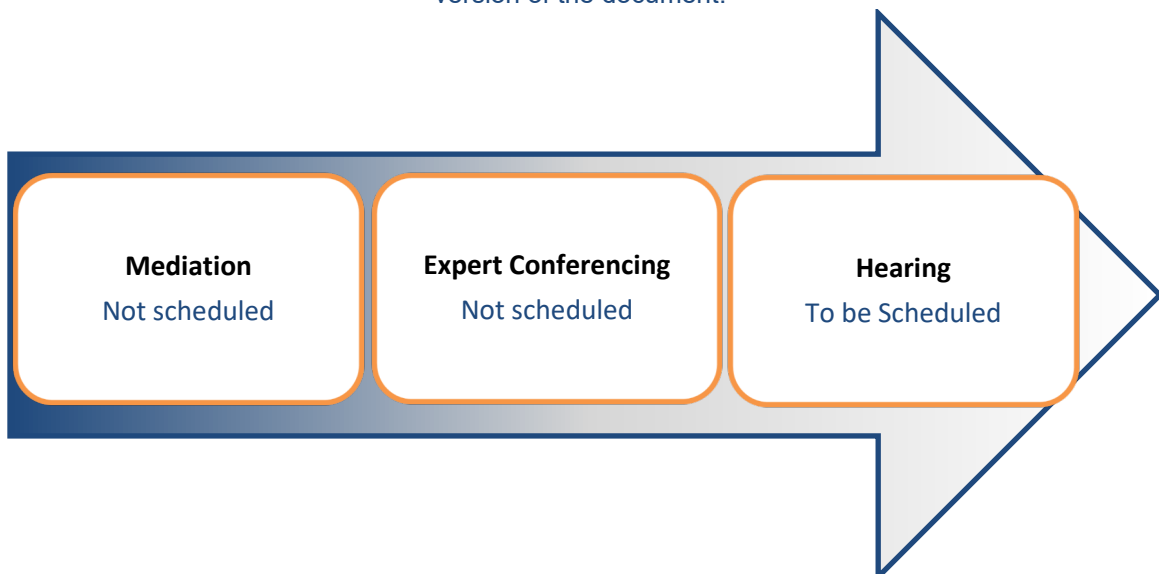 version of the document.
Mediation
Not scheduled
Expert Conferencing
Not scheduled
Hearing
To be Scheduled